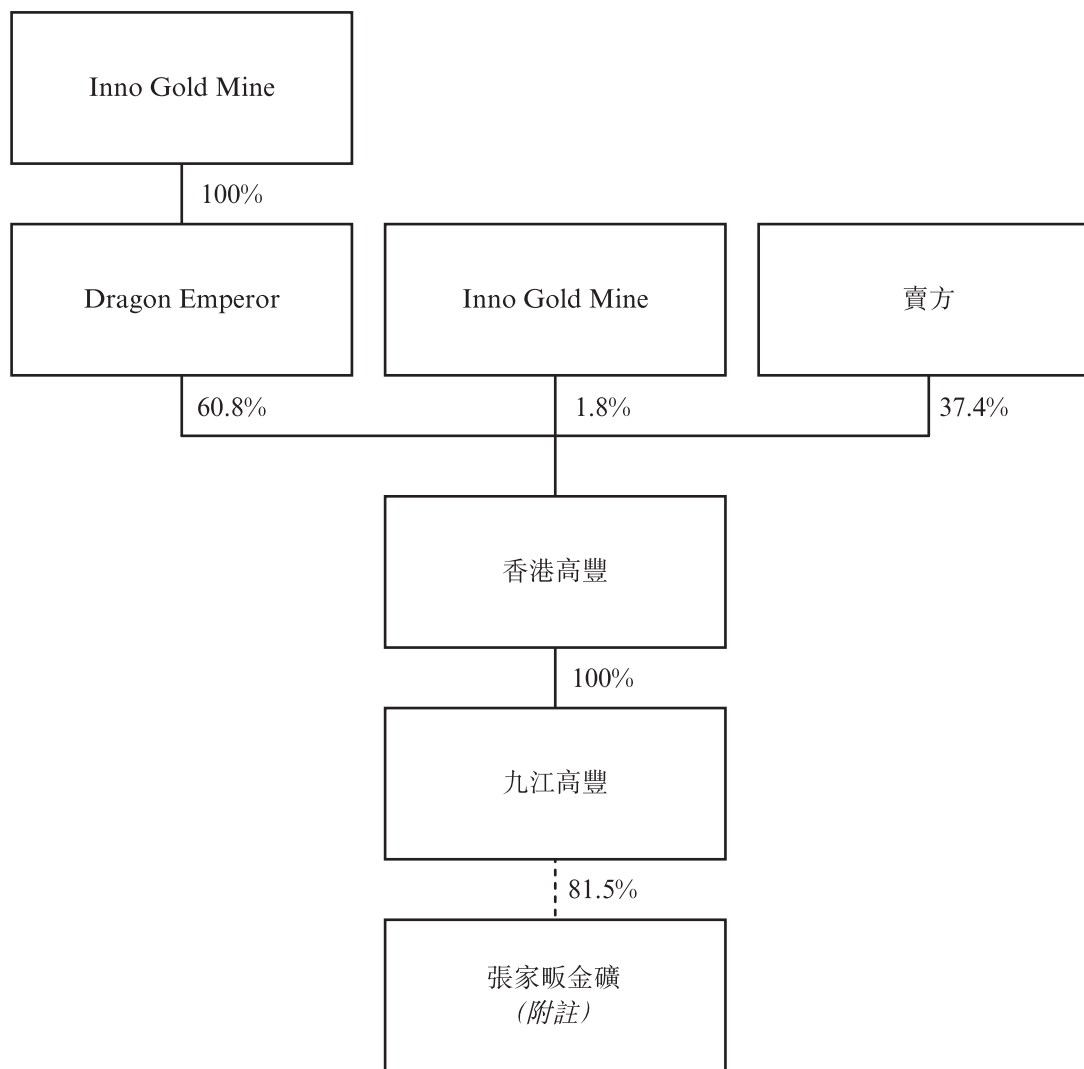 Inno Gold Mine
100%
Dragon Emperor
Inno Gold Mine
賣方
60.8%
1.8%
37.4%
香港高豐
100%
九江高豐
81.5%
張家畈金礦
(附註)